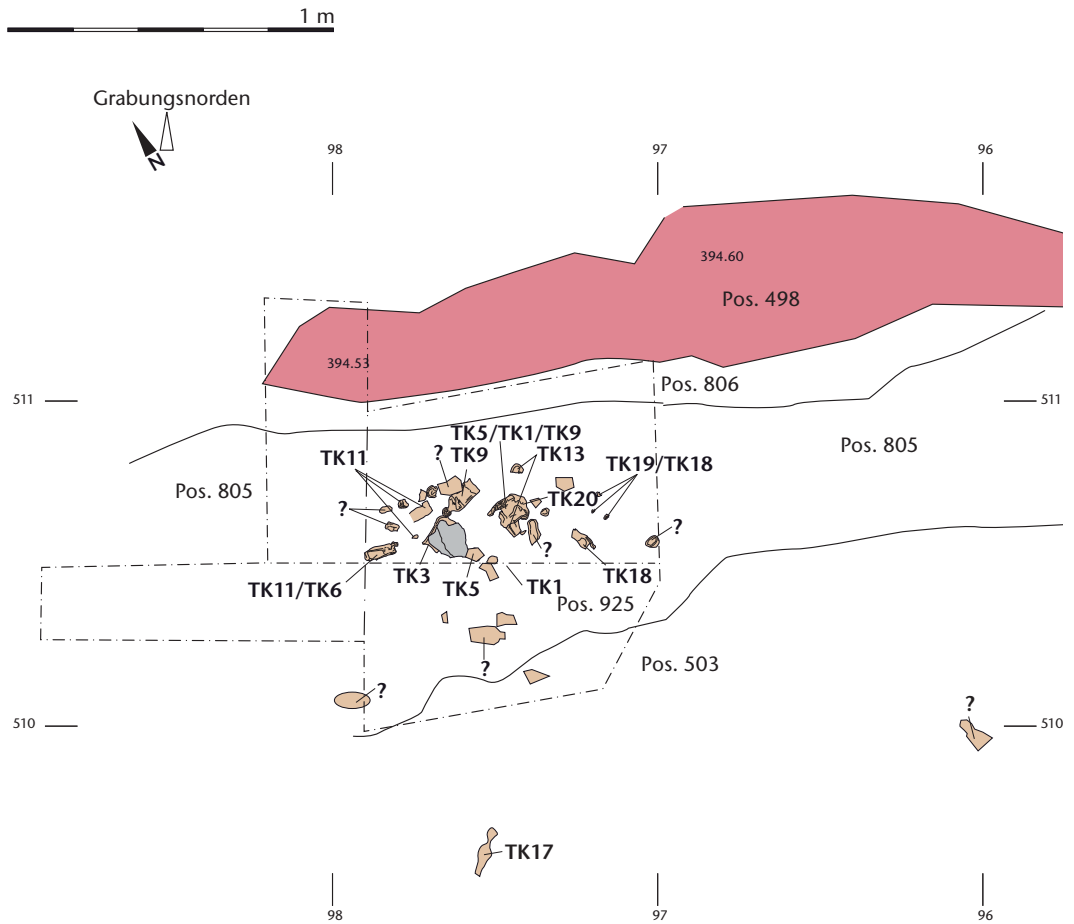 1 m
Grabungsnorden
N
98
97
96
394.60
Pos. 498
394.53
Pos. 806
511
511
TK5/TK1/TK9
?
TK9
TK13
TK11
TK19/TK18
Pos. 805
Pos. 805
TK20
?
?
?
TK3
TK5
TK1
TK18
TK11/TK6
Pos. 925
?
Pos. 503
?
?
510
510
TK17
98
97
96